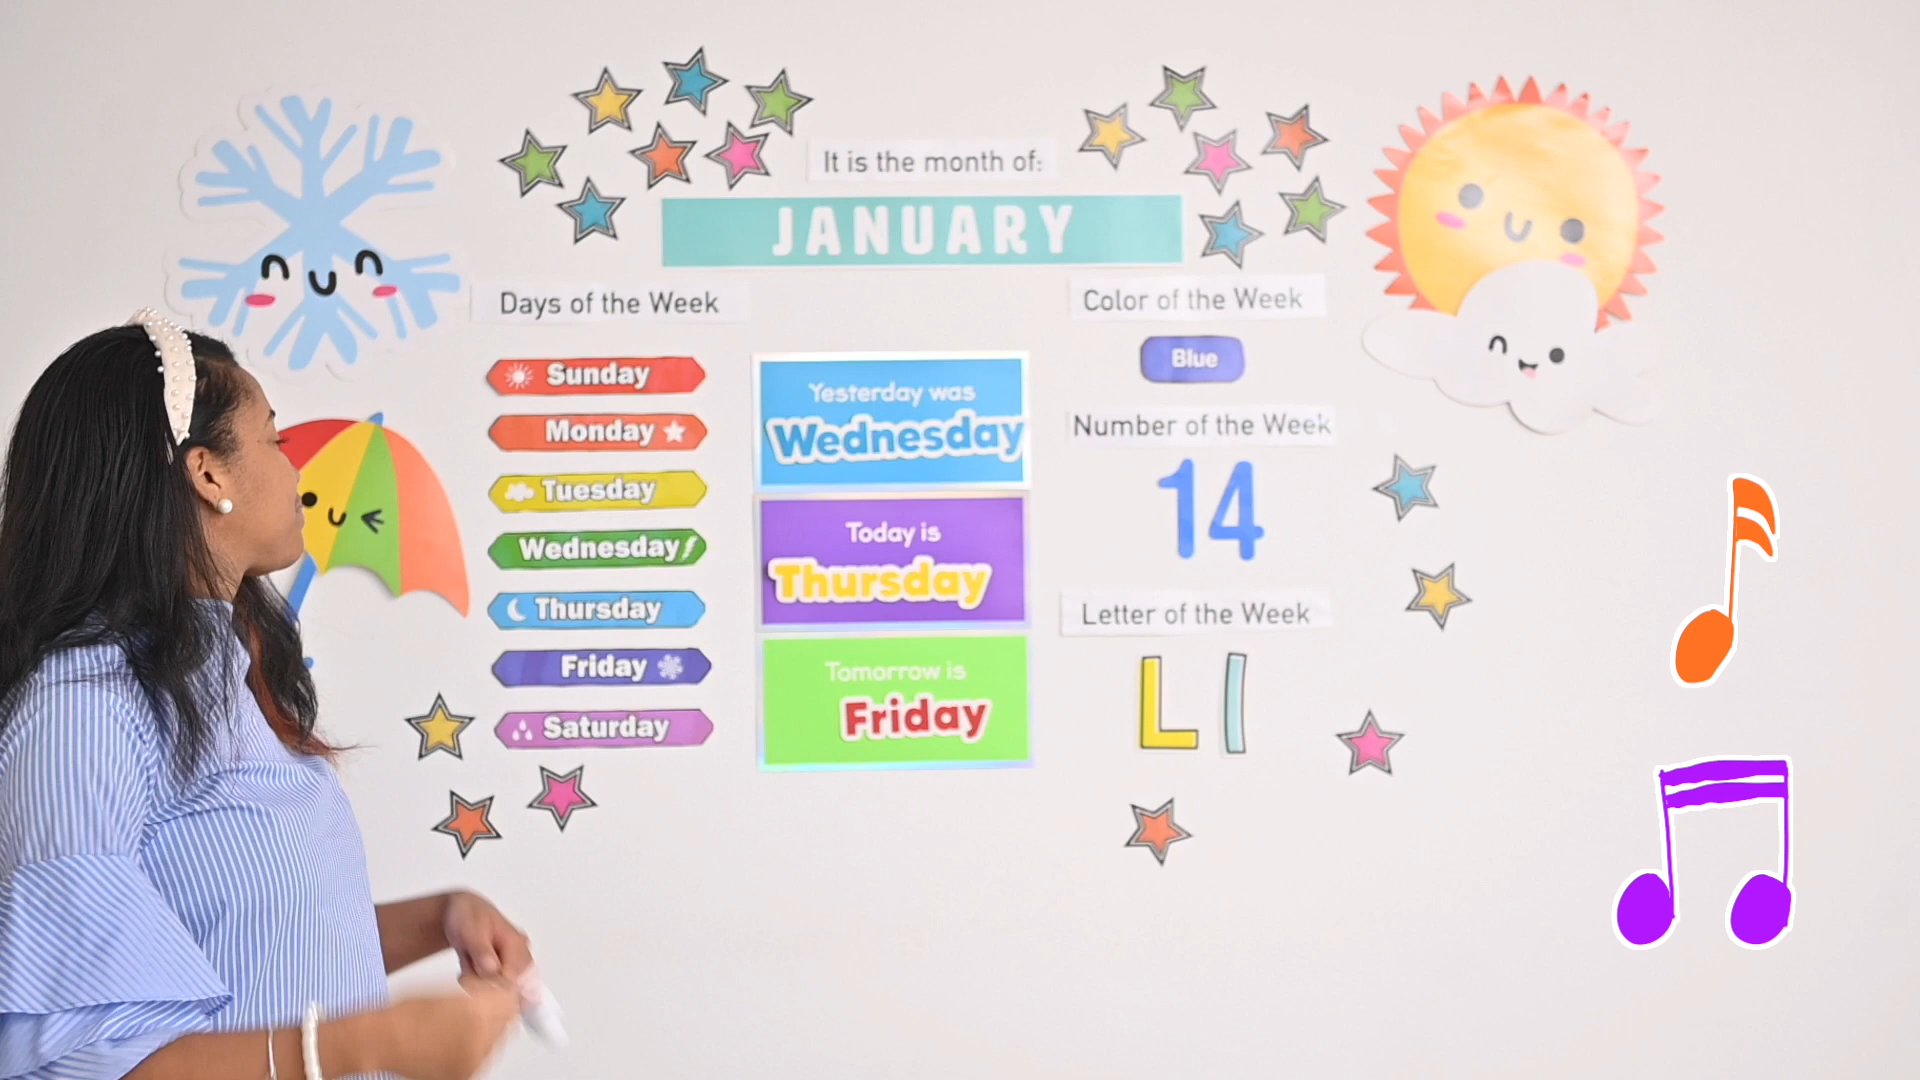 It is the month of:
JANUARY
Days of the Week
Sunday
Monday
Tuesday
Wednesday
Thursday
Friday
Saturday
Yesterday was
Wednesday
Today is
Thursday
Tomorrow is
Friday
Color of the Week
Blue
Number of the Week
14
Letter of the Week
L l